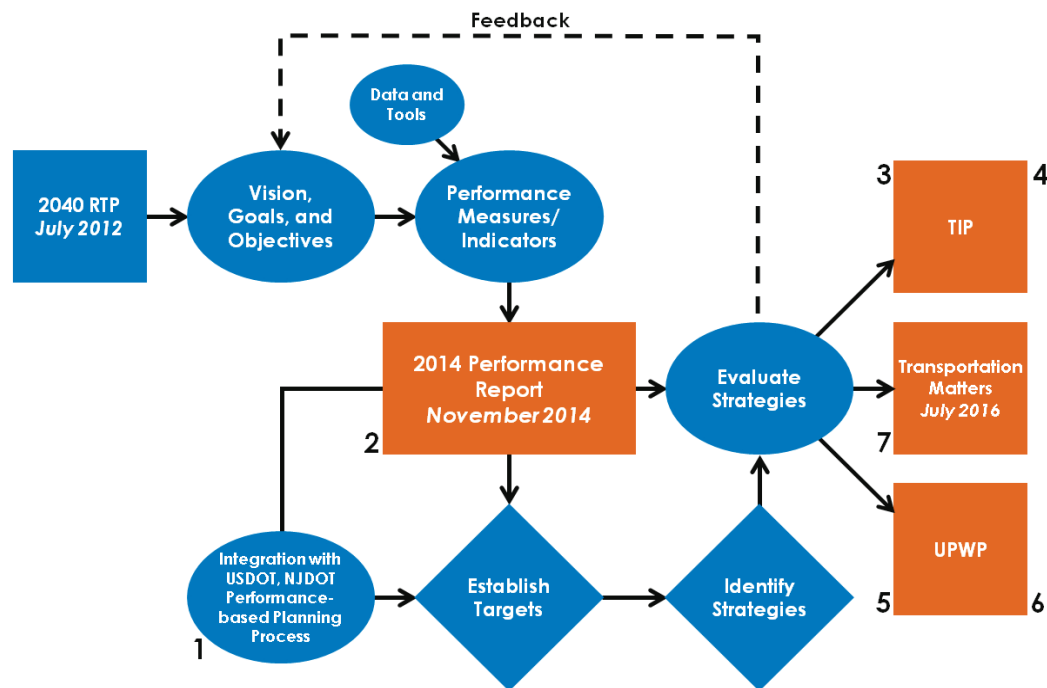 Feedback
Data and
Tools
2040 RTP
July 2012
Vision,
Goals, and
Objectives
Performance
Measures/
Indicators
3
4
TIP
2014 Performance
Report
November 2014
2
Evaluate
Strategies
Transportation
Matters
July 2016
7
Integration with
USDOT, NJDOT
Performance-
based Planning
Process
1
Establish
Targets
Identify
Strategies
UPWP
5
6